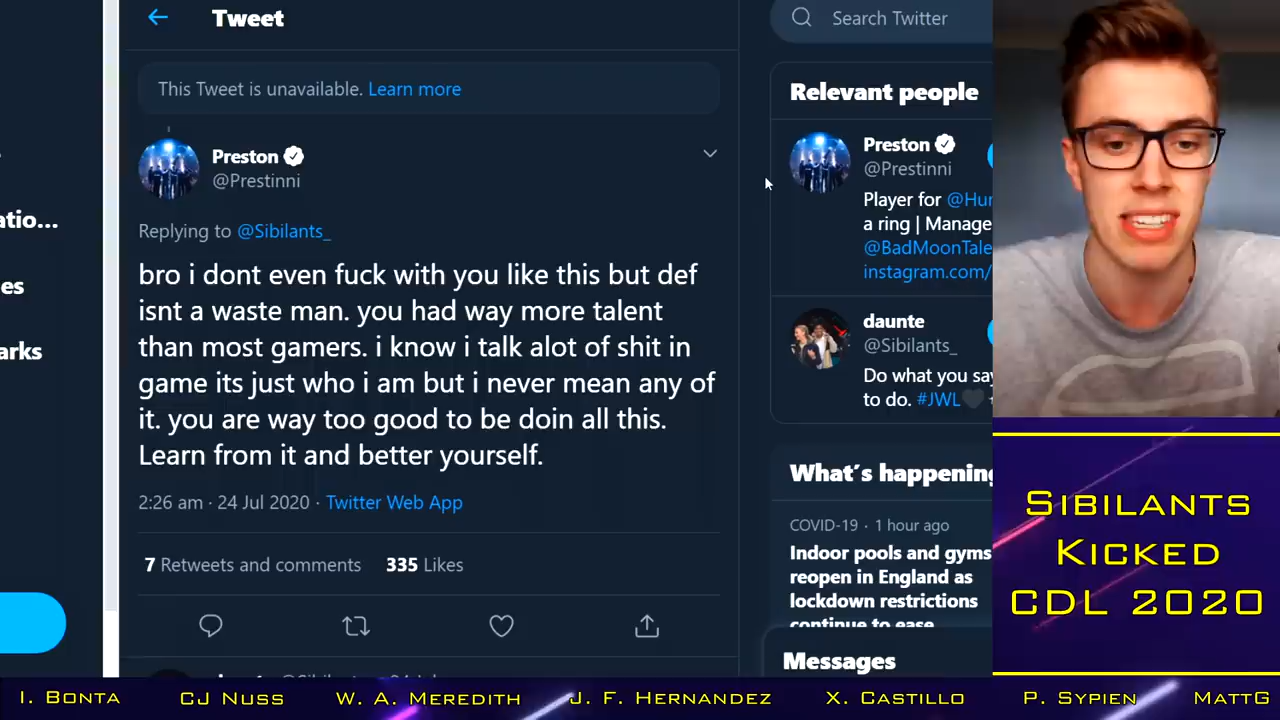 Tweet
Search Twitter
This Tweet is unavailable. Learn more
Preston
@Prestinni
Replying to @Sibilants_
bro i dont even fuck with you like this but def
isnt a waste man. you had way more talent
than most gamers. i know i talk alot of shit in
game its just who i am but i never mean any of
it. you are way too good to be doin all this.
Learn from it and better yourself.
2:26 am · 24 Jul 2020 · Twitter Web App
7 Retweets and comments 335 Likes
Relevant people
Preston
@Prestinni
Player for @Hun
a ring | Manage
@BadMoonTale
instagram.com/
daunte
@Sibilants_
Do what you say
to do. #JWL
What's happening
COVID-19 · 1 hour ago
Indoor pools and gyms
reopen in England as
lockdown restrictions
continue to ease
Messages
atio...
es
arks
Sibilants
Kicked
CDL 2020
I. Bonta CJ Nuss W. A. Meredith J. F. Hernandez X. Castillo P. Sypien MattG